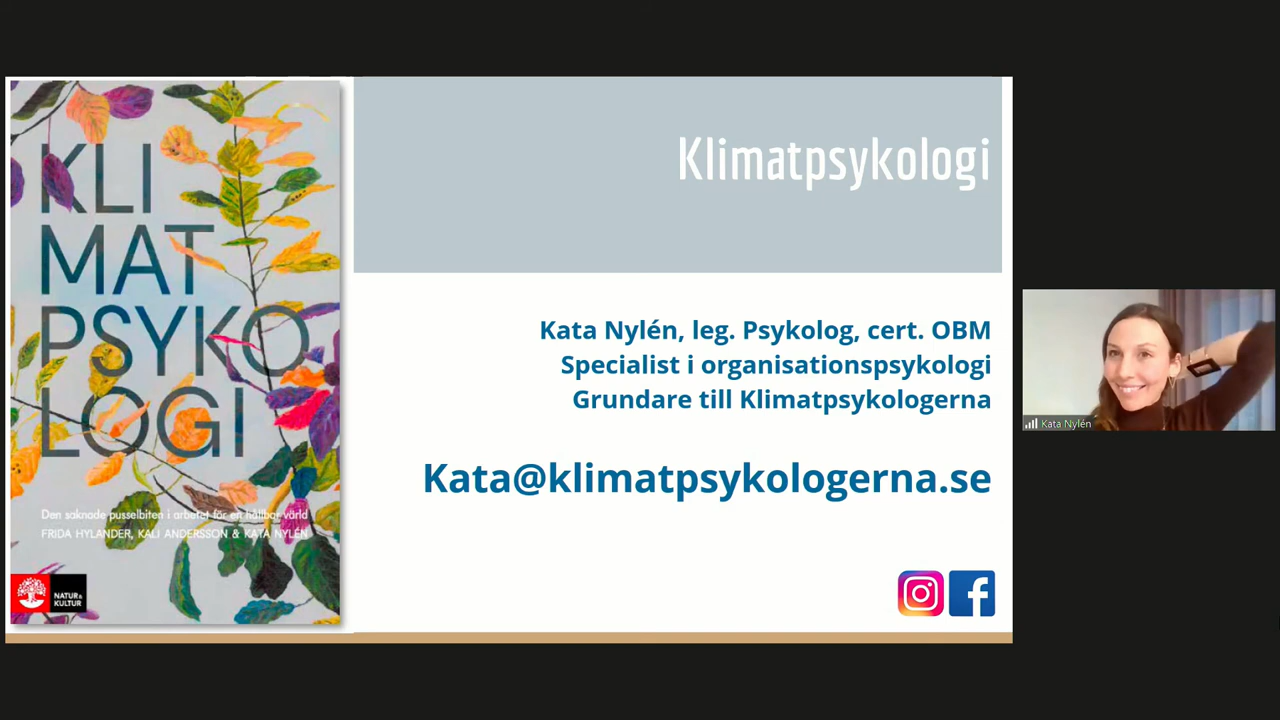 KLI
MAT
PSYKO
LOGI
Den saknade pusselbiten i arbetet för en hållbar värld
FRIDA HYLANDER, KALI ANDERSSON & KATA NYLÉN
NATUR &
KULTUR
Klimatpsykologi
Kata Nylén, leg. Psykolog, cert. OBM
Specialist i organisationspsykologi
Grundare till Klimatpsykologerna
Kata@klimatpsykologerna.se
Kata Nylén